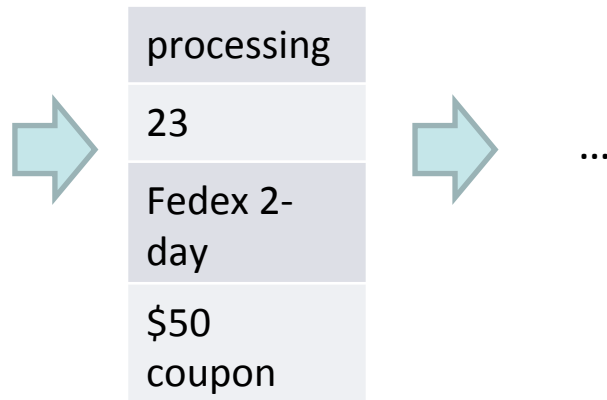 processing
23
Fedex 2-
day
$50
coupon
...